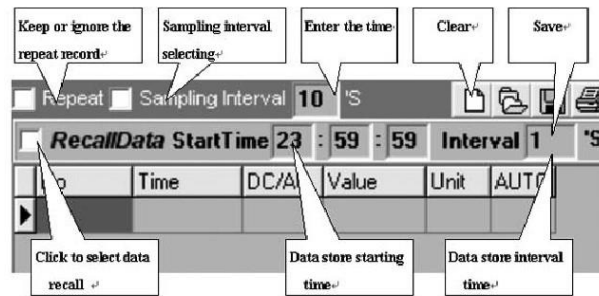 Keep or ignore the
repeat record
Sampling interval
selecting
Enter the time
Clear
Save
Repeat Sampling Interval 10 'S
RecallData StartTime 23 : 59 : 59 Interval 1 'S
Time DC/A Value Unit AUTO
Click to select data
recall
Data store starting
time
Data store interval
time